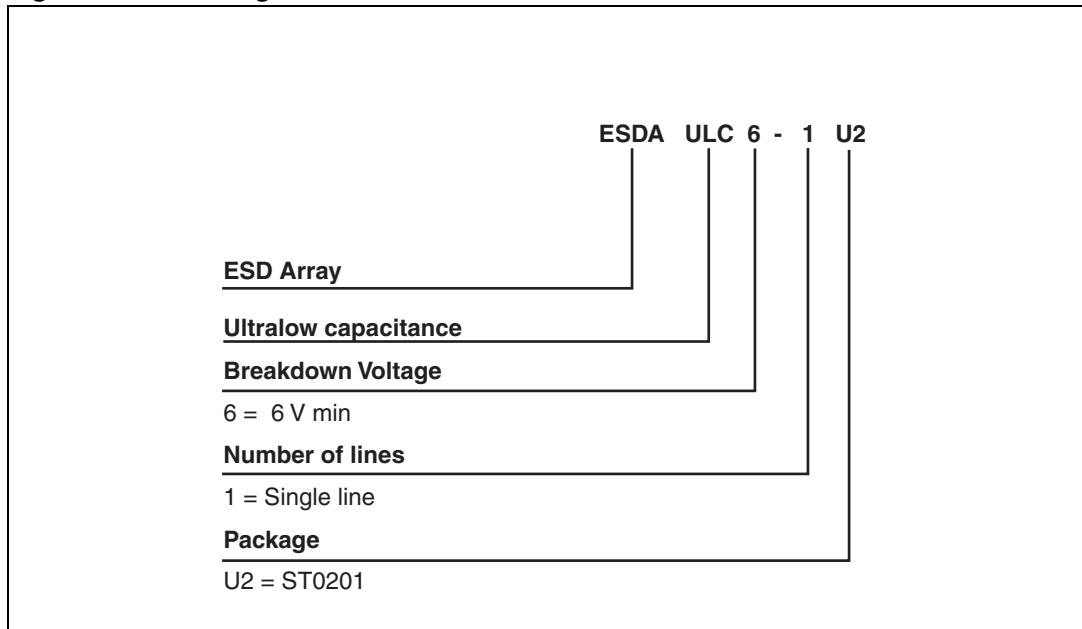 ESDA ULC 6 - 1 U2
ESD Array
Ultralow capacitance
Breakdown Voltage
6 = 6 V min
Number of lines
1 = Single line
Package
U2 = ST0201